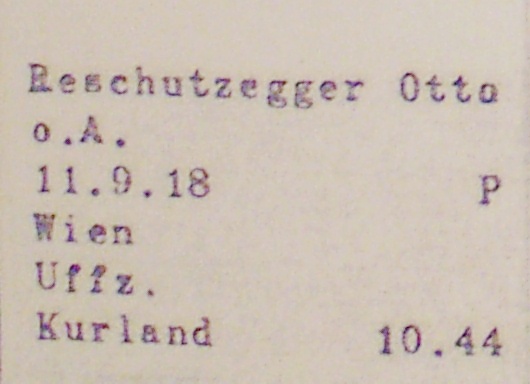 Reschutzegger Otto
o.A.
11.9.18 P
Wien
Uffz.
Kurland 10.44